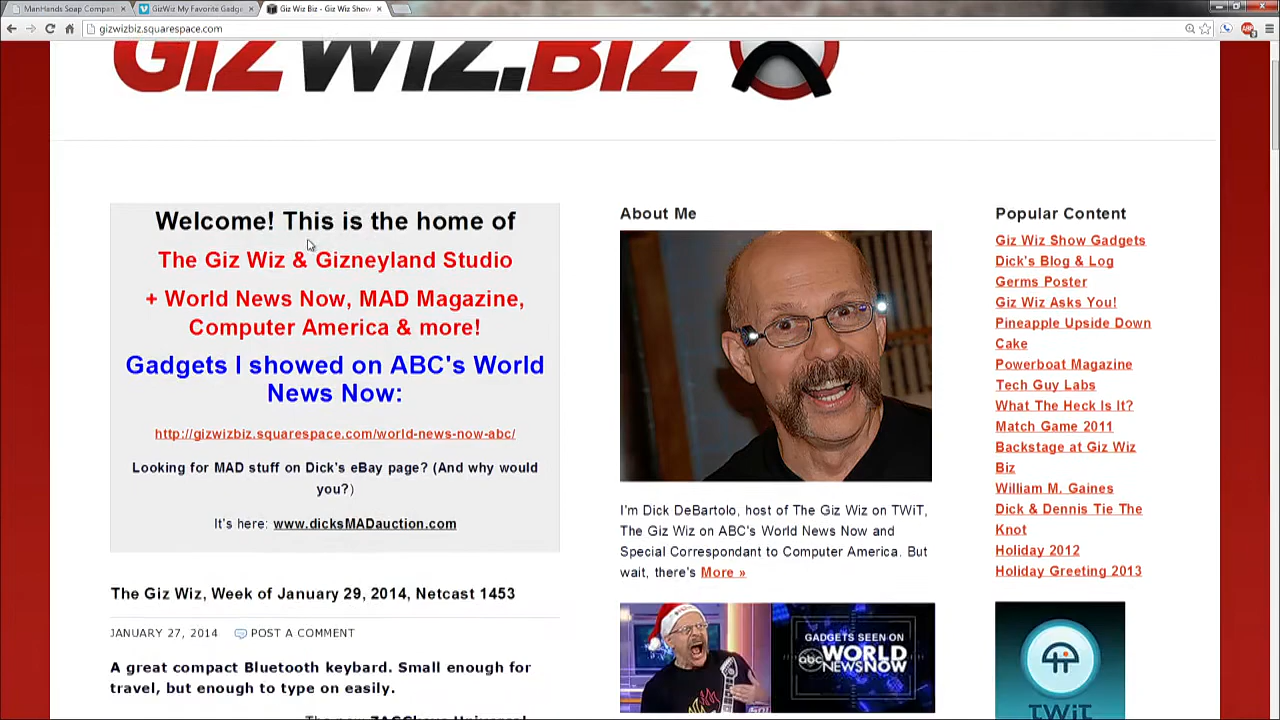 ManHands Soap Compan
GizWiz My Favorite Gadge
Giz Wiz Biz - Giz Wiz Show
gizwizbiz.squarespace.com
GIZWIZ.BIZ
Welcome! This is the home of
The Giz Wiz & Gizneyland Studio
+ World News Now, MAD Magazine,
Computer America & more!
Gadgets I showed on ABC's World
News Now:
http://gizwizbiz.squarespace.com/world-news-now-abc/
Looking for MAD stuff on Dick's eBay page? (And why would
you?)
It's here: www.dicksMADauction.com
The Giz Wiz, Week of January 29, 2014, Netcast 1453
JANUARY 27, 2014 POST A COMMENT
A great compact Bluetooth keybard. Small enough for
travel, but enough to type on easily.
About Me
I'm Dick DeBartolo, host of The Giz Wiz on TWiT,
The Giz Wiz on ABC's World News Now and
Special Correspondant to Computer America. But
wait, there's More »
GADGETS SEEN ON
abc WORLD
NEWS NOW
Popular Content
Giz Wiz Show Gadgets
Dick's Blog & Log
Germs Poster
Giz Wiz Asks You!
Pineapple Upside Down
Cake
Powerboat Magazine
Tech Guy Labs
What The Heck Is It?
Match Game 2011
Backstage at Giz Wiz
Biz
William M. Gaines
Dick & Dennis Tie The
Knot
Holiday 2012
Holiday Greeting 2013
TWiT